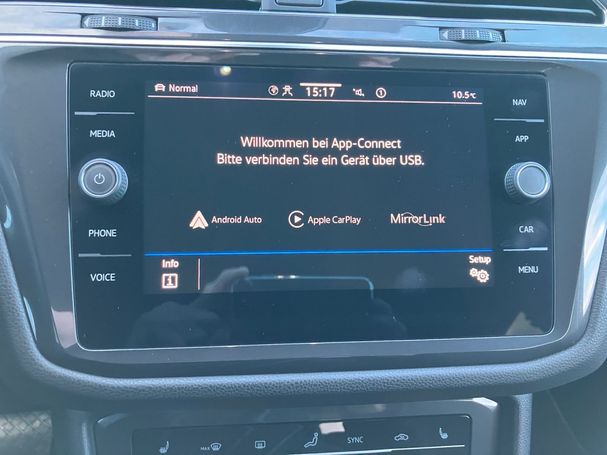 RADIO
MEDIA
PHONE
VOICE
Normal 15:17 10.5°C
Willkommen bei App-Connect
Bitte verbinden Sie ein Gerät über USB.
Android Auto Apple CarPlay MirrorLink
Info Setup
NAV
APP
CAR
MENU
MAX SYNC